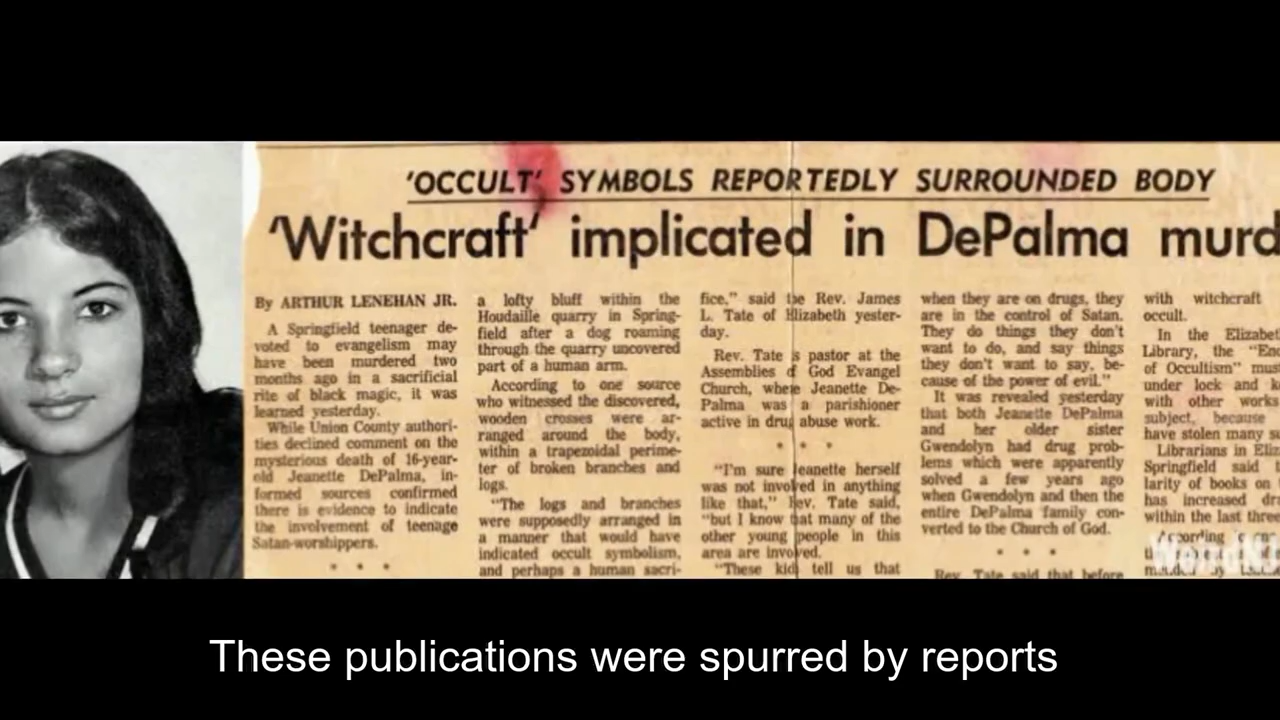 'OCCULT' SYMBOLS REPORTEDLY SURROUNDED BODY
'Witchcraft' implicated in DePalma murd
By ARTHUR LENEHAN JR.
A Springfield teenager de-
voted to evangelism may
have been murdered two
months ago in a sacrificial
rite of black magic, it was
learned yesterday.
While Union County authori-
ties declined comment on the
mysterious death of 16-year-
old Jeanette DePalma, in-
formed sources confirmed
there is evidence to indicate
the involvement of teenage
Satan-worshippers.
* * *
a lofty bluff within the
Houdaille quarry in Spring-
field after a dog roaming
through the quarry uncovered
part of a human arm.
According to one source
who witnessed the discovered,
wooden crosses were ar-
ranged around the body,
within a trapezoidal perime-
ter of broken branches and
logs.
"The logs and branches
were supposedly arranged in
a manner that would have
indicated occult symbolism,
and perhaps a human sacri-
fice," said the Rev. James
L. Tate of Elizabeth yester-
day.
Rev. Tate is pastor at the
Assemblies of God Evangel
Church, where Jeanette De-
Palma was a parishioner
active in drug abuse work.
* * *
"I'm sure Jeanette herself
was not involved in anything
like that," Rev. Tate said,
"but I know that many of the
other young people in this
area are involved.
"These kids tell us that
when they are on drugs, they
are in the control of Satan.
They do things they don't
want to do, and say things
they don't want to say, be-
cause of the power of evil."
It was revealed yesterday
that both Jeanette DePalma
and her older sister
Gwendolyn had drug prob-
lems which were apparently
solved a few years ago
when Gwendolyn and then the
entire DePalma family con-
verted to the Church of God.
* * *
Rev. Tate said that before
with witchcraft
occult.
In the Elizabet
Library, the "En
of Occultism" mus
under lock and k
with other works
subject, because
have stolen many s
Librarians in Eliz
Springfield said
larity of books on
has increased dr
within the last three
These publications were spurred by reports